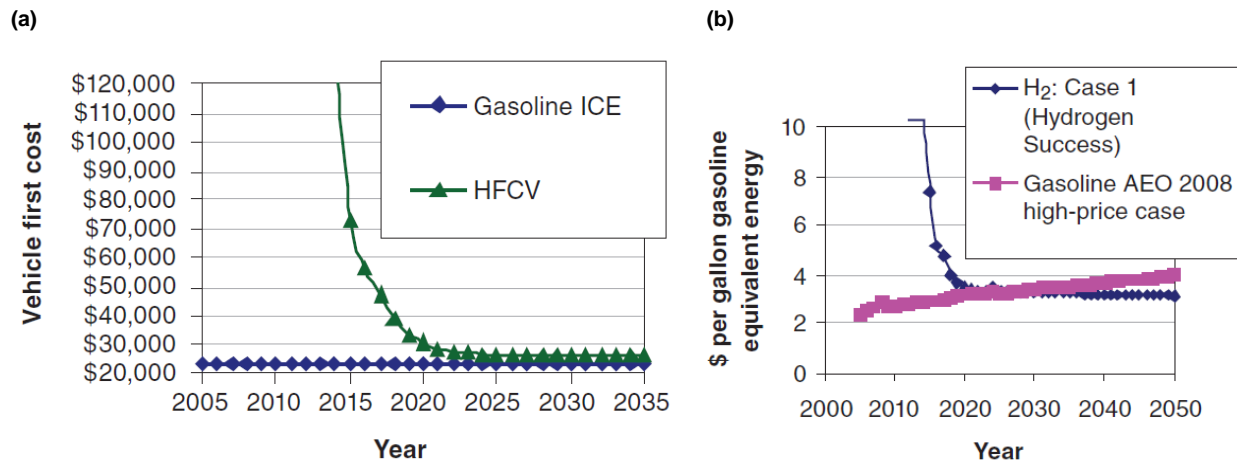 (a)
Vehicle first cost
$120,000
$110,000
$100,000
$90,000
$80,000
$70,000
$60,000
$50,000
$40,000
$30,000
$20,000
Gasoline ICE
HFCV
2005 2010 2015 2020 2025 2030 2035
Year
(b)
$ per gallon gasoline
equivalent energy
10
8
6
4
2
0
H2: Case 1
(Hydrogen
Success)
Gasoline AEO 2008
high-price case
2000 2010 2020 2030 2040 2050
Year